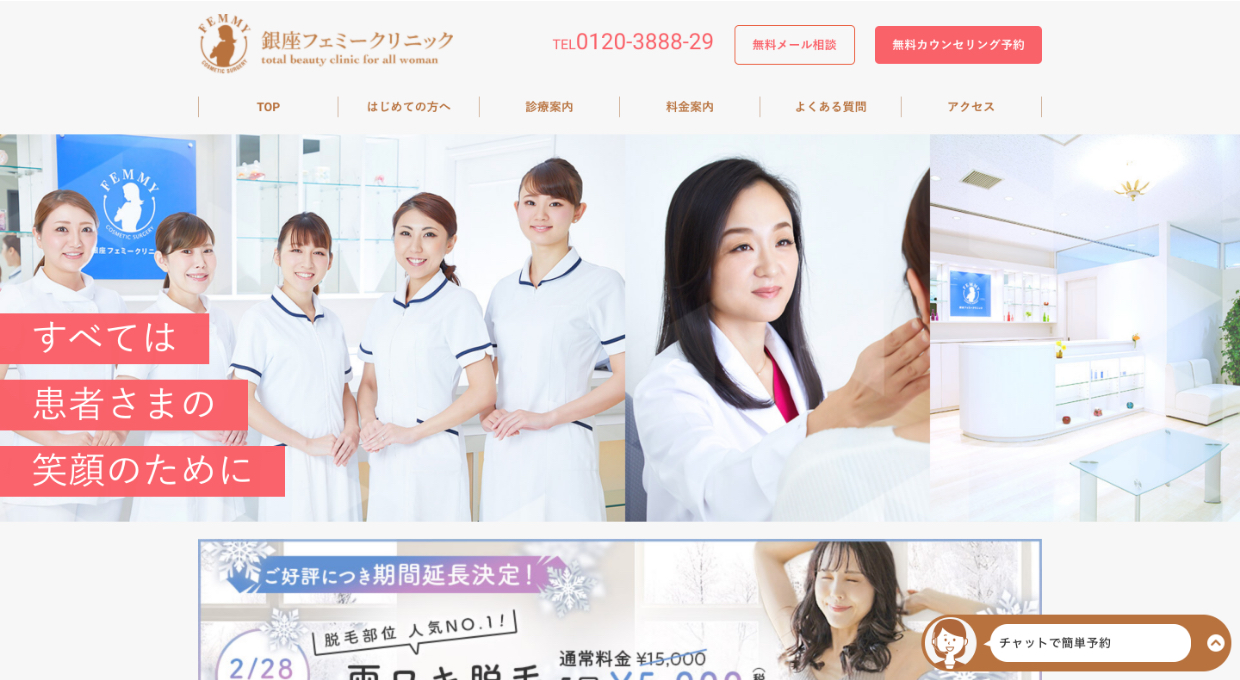 FEMMY
COSMETIC SURGERY
銀座フェミークリニック
total beauty clinic for all woman
TEL0120-3888-29
無料メール相談
無料カウンセリング予約
TOP
はじめての方へ
診療案内
料金案内
よくある質問
アクセス
FEMMY
COSMETIC SURGERY
銀座フェミークリニ
すべては
患者さまの
笑顔のために
ご好評につき期間延長決定!
脱毛部位 人気NO.1!
2/28
両ワキ脱毛
通常料金 ¥15,000
チャットで簡単予約